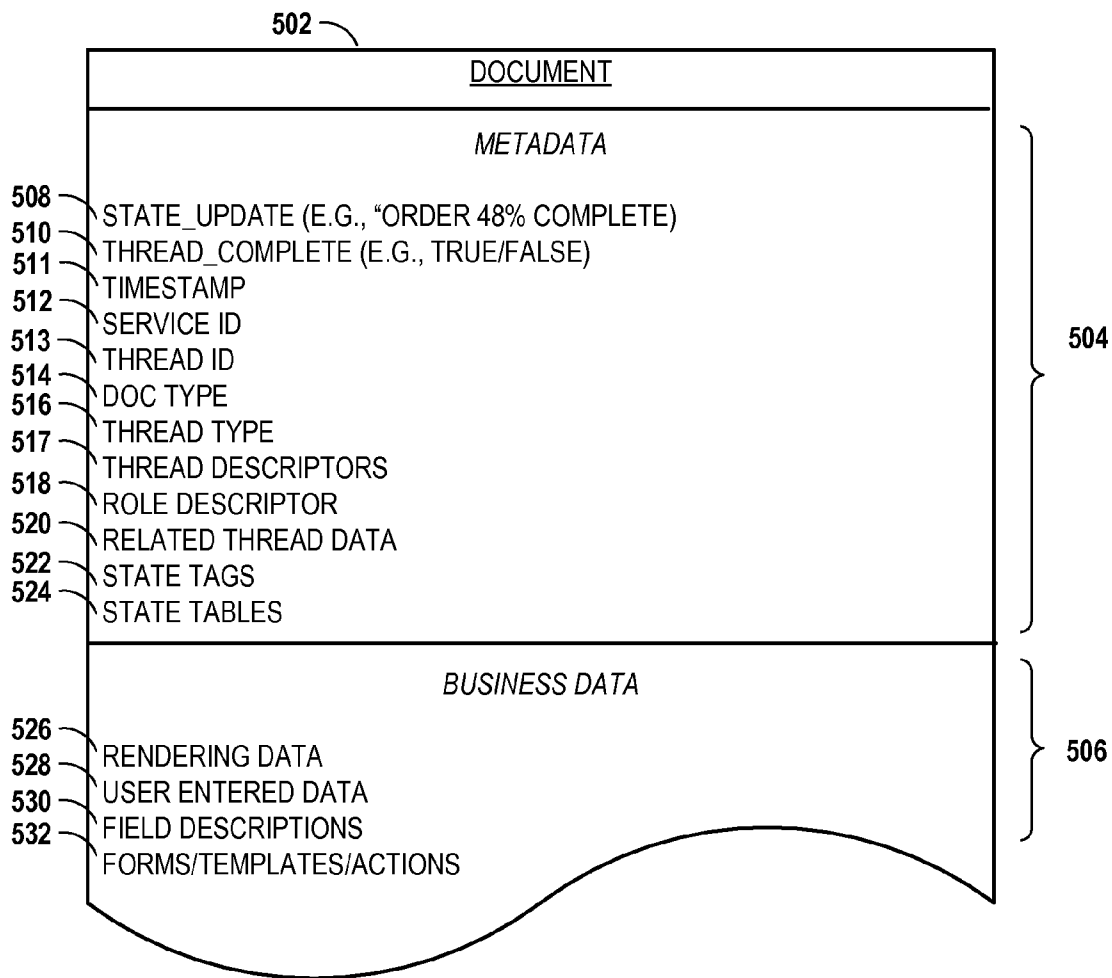 502
DOCUMENT
METADATA
508
STATE_UPDATE (E.G., “ORDER 48% COMPLETE)
510
THREAD_COMPLETE (E.G., TRUE/FALSE)
511
TIMESTAMP
512
SERVICE ID
513
THREAD ID
514
DOC TYPE
516
THREAD TYPE
517
THREAD DESCRIPTORS
518
ROLE DESCRIPTOR
520
RELATED THREAD DATA
522
STATE TAGS
524
STATE TABLES
504
BUSINESS DATA
526
RENDERING DATA
528
USER ENTERED DATA
530
FIELD DESCRIPTIONS
532
FORMS/TEMPLATES/ACTIONS
506